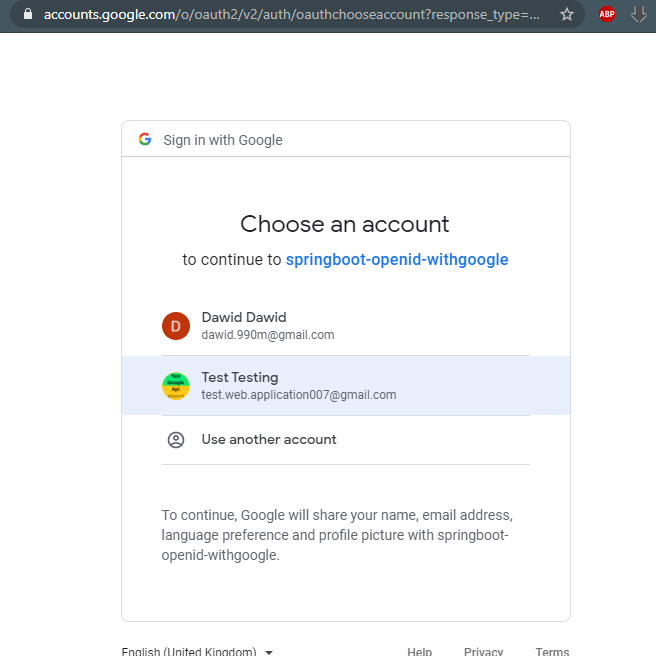 accounts.google.com/o/oauth2/v2/auth/oauthchooseaccount?response_type=...
ABP
Sign in with Google
Choose an account
to continue to springboot-openid-withgoogle
D
Dawid Dawid
dawid.990m@gmail.com
Test Testing
test.web.application007@gmail.com
Use another account
To continue, Google will share your name, email address,
language preference and profile picture with springboot-
openid-withgoogle.
English (United Kingdom)
Help
Privacy
Terms